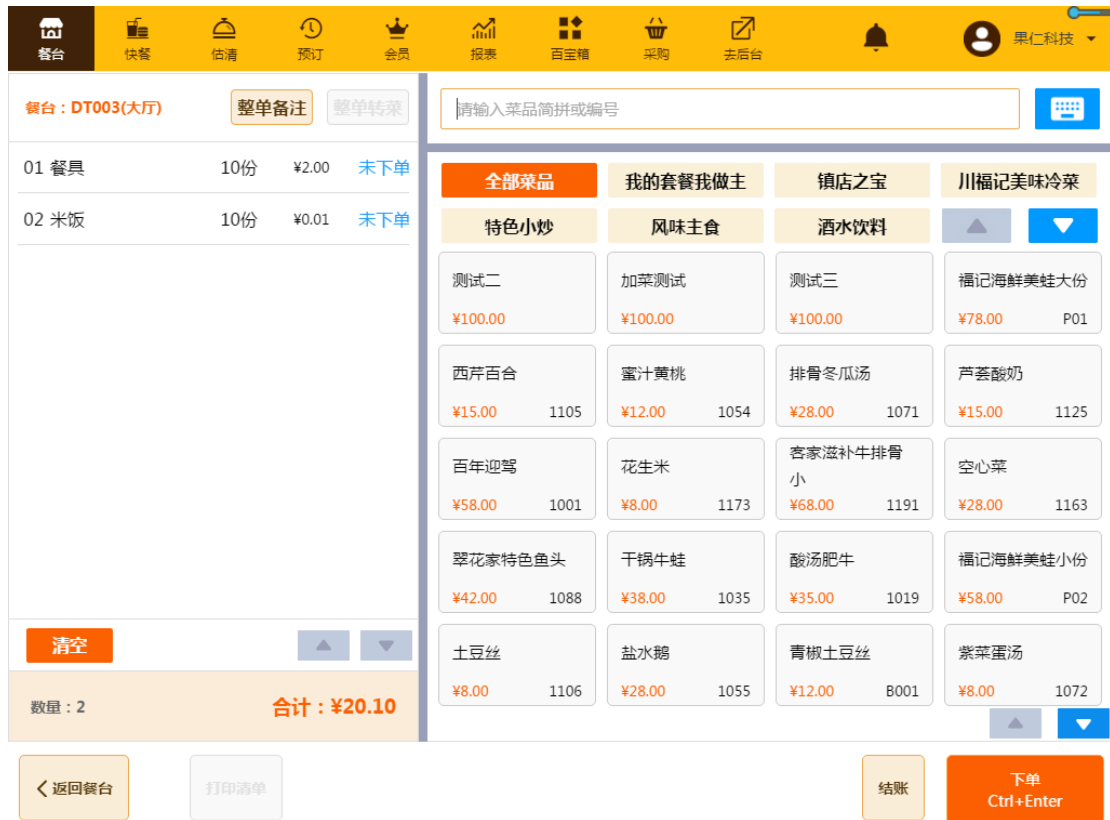 餐台 快餐 估清 预订 会员 报表 百宝箱 采购 去后台 果仁科技
餐台：DT003(大厅) 整单备注 整单转菜
01 餐具 10份 ¥2.00 未下单
02 米饭 10份 ¥0.01 未下单
清空
数量：2 合计：¥20.10
请输入菜品简拼或编号
全部菜品 我的套餐我做主 镇店之宝 川福记美味冷菜
特色小炒 风味主食 酒水饮料
测试二 加菜测试 测试三 福记海鲜美蛙大份
¥100.00 ¥100.00 ¥100.00 ¥78.00 P01
西芹百合 蜜汁黄桃 排骨冬瓜汤 芦荟酸奶
¥15.00 1105 ¥12.00 1054 ¥28.00 1071 ¥15.00 1125
百年迎驾 花生米 客家滋补牛排骨 空心菜
小
¥58.00 1001 ¥8.00 1173 ¥68.00 1191 ¥28.00 1163
翠花家特色鱼头 干锅牛蛙 酸汤肥牛 福记海鲜美蛙小份
¥42.00 1088 ¥38.00 1035 ¥35.00 1019 ¥58.00 P02
土豆丝 盐水鹅 青椒土豆丝 紫菜蛋汤
¥8.00 1106 ¥28.00 1055 ¥12.00 B001 ¥8.00 1072
返回餐台 打印清单 结账 下单
Ctrl+Enter